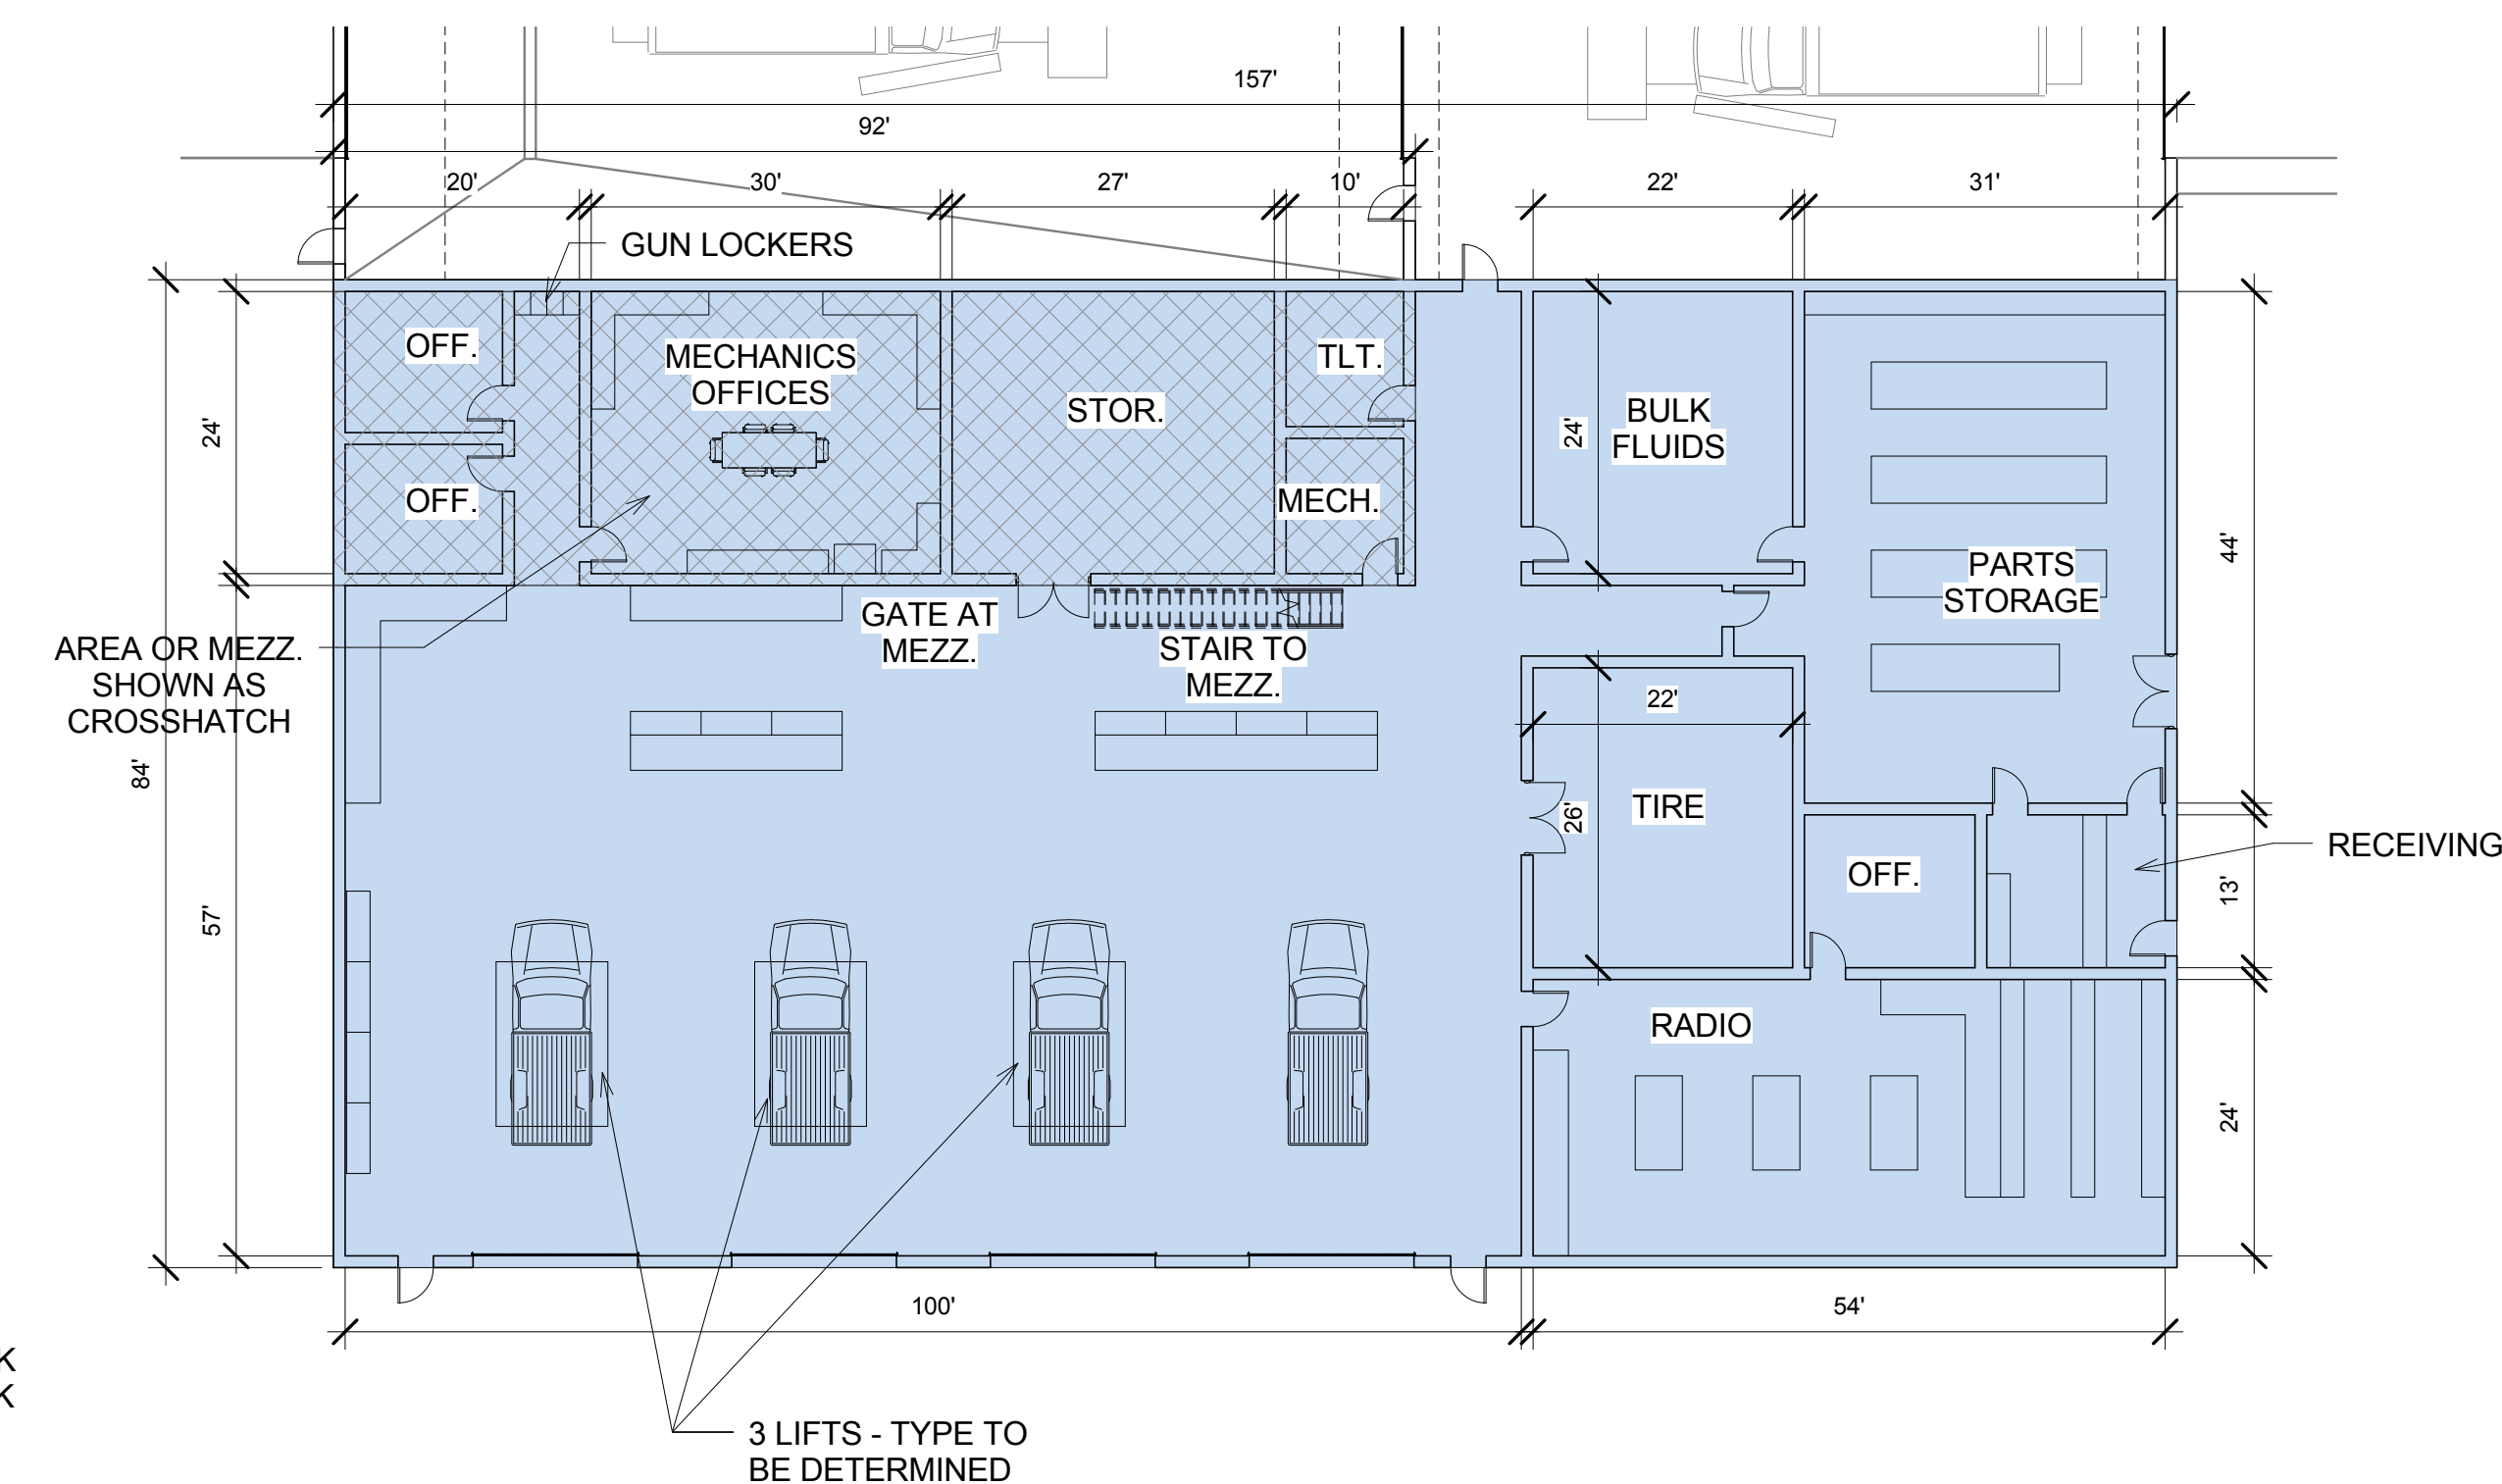 157'
92'
20'
30'
27'
10'
22'
31'
GUN LOCKERS
OFF.
MECHANICS
OFFICES
STOR.
TLT.
BULK
FLUIDS
24'
24'
OFF.
MECH.
PARTS
STORAGE
44'
GATE AT
MEZZ.
STAIR TO
MEZZ.
AREA OR MEZZ.
SHOWN AS
CROSSHATCH
22'
84'
TIRE
26'
RECEIVING
OFF.
13'
57'
RADIO
24'
100'
54'
K
K
3 LIFTS - TYPE TO
BE DETERMINED